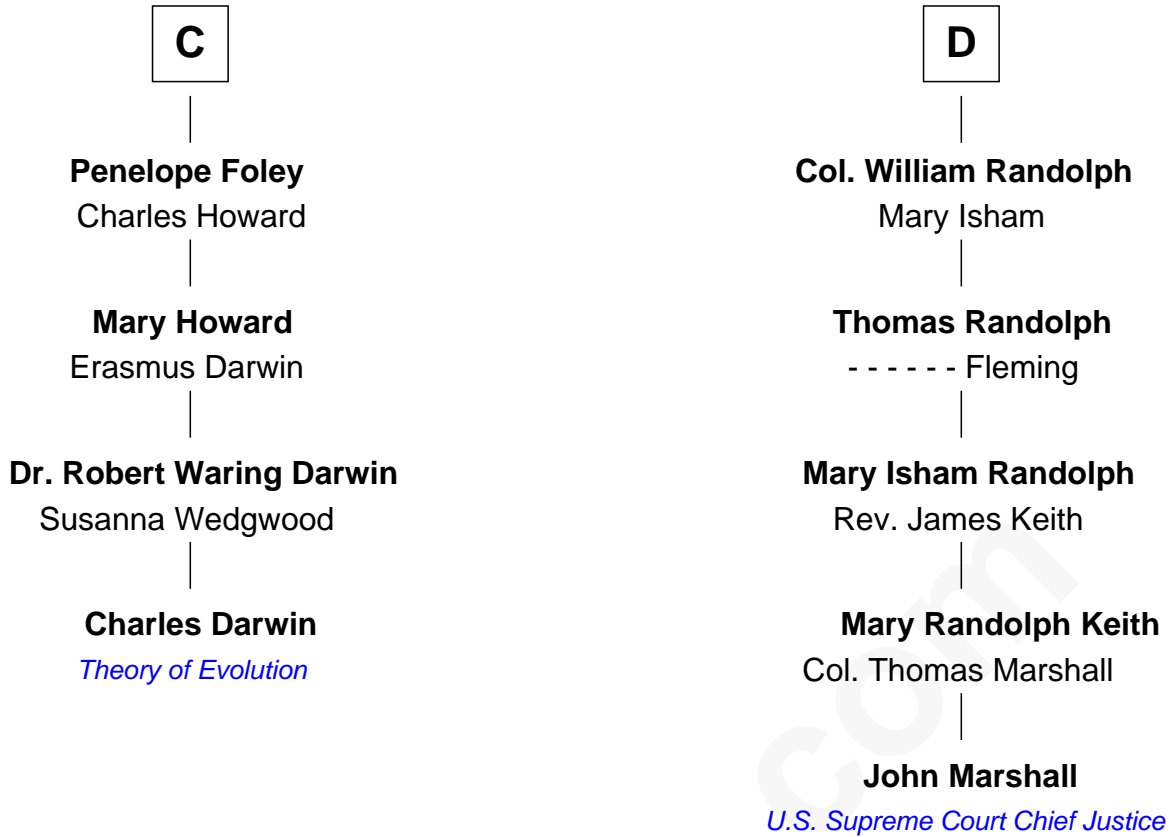 C
Penelope Foley
Charles Howard
Mary Howard
Erasmus Darwin
Dr. Robert Waring Darwin
Susanna Wedgwood
Charles Darwin
Theory of Evolution
D
Col. William Randolph
Mary Isham
Thomas Randolph
- - - - - - Fleming
Mary Isham Randolph
Rev. James Keith
Mary Randolph Keith
Col. Thomas Marshall
John Marshall
U.S. Supreme Court Chief Justice
com